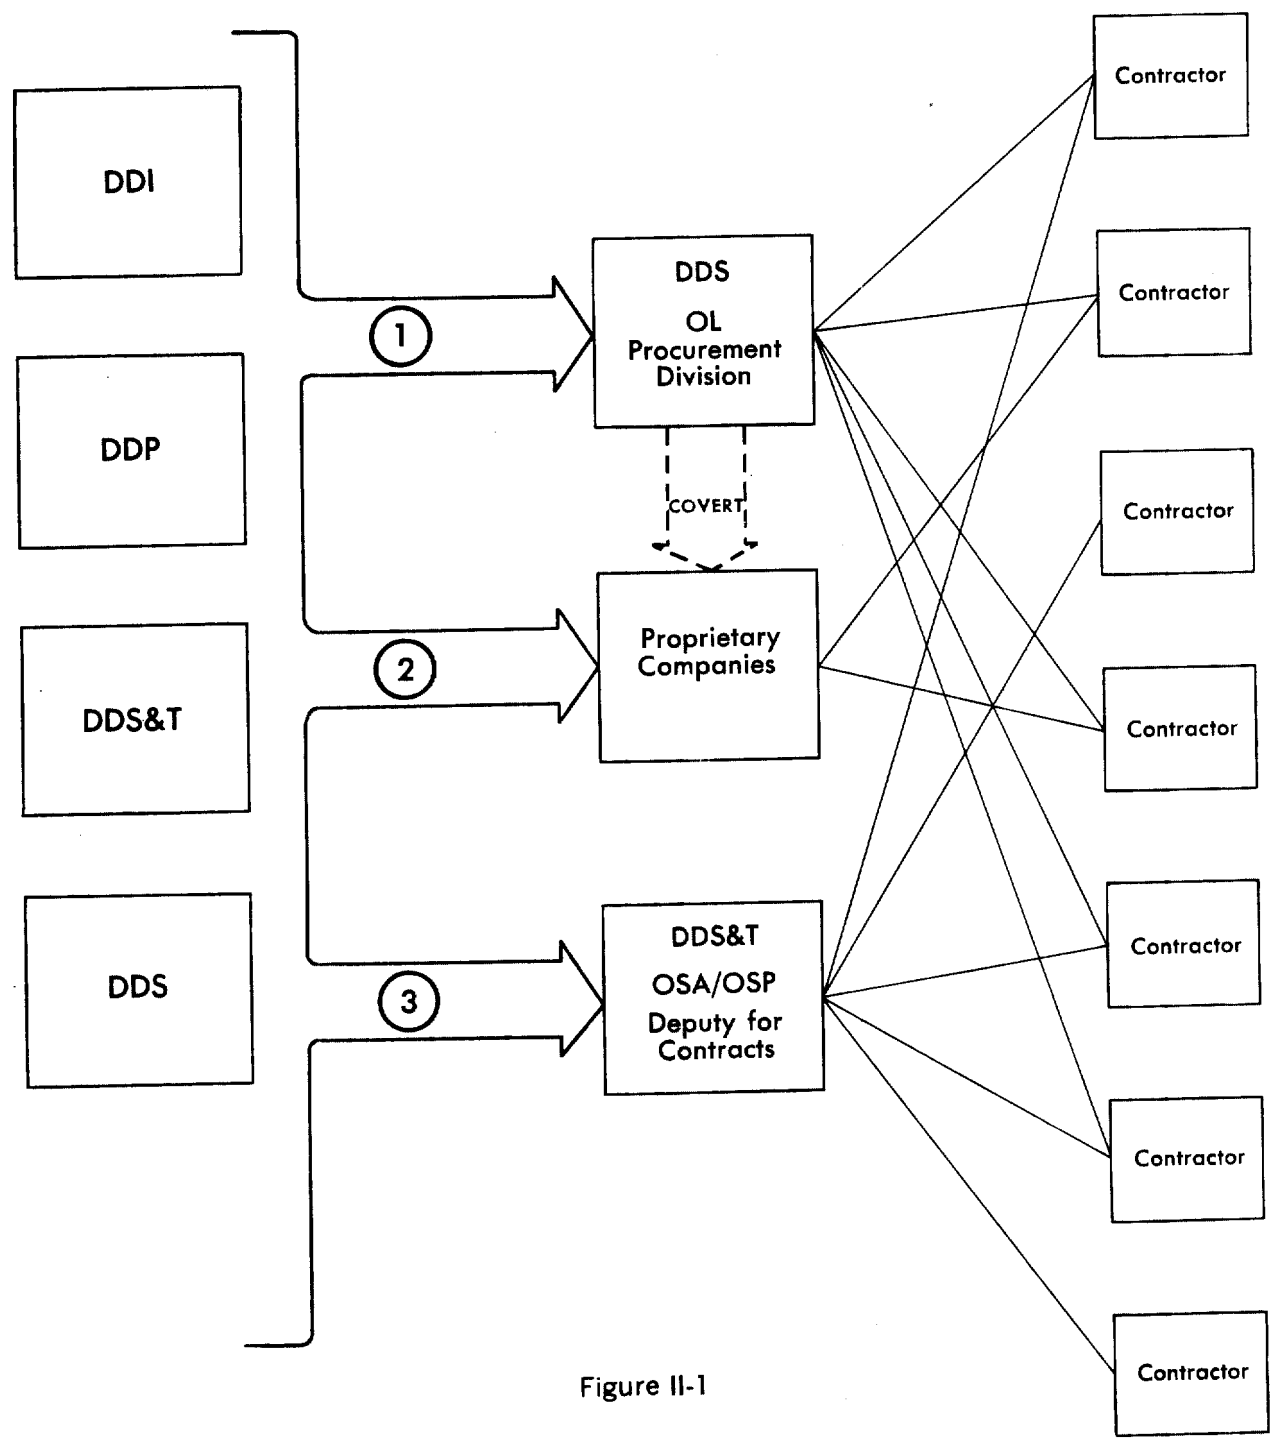 DDI
DDP
DDS&T
DDS
1
2
3
DDS
OL
Procurement
Division
COVERT
Proprietary
Companies
DDS&T
OSA/OSP
Deputy for
Contracts
Contractor
Contractor
Contractor
Contractor
Contractor
Contractor
Contractor
Figure II-1